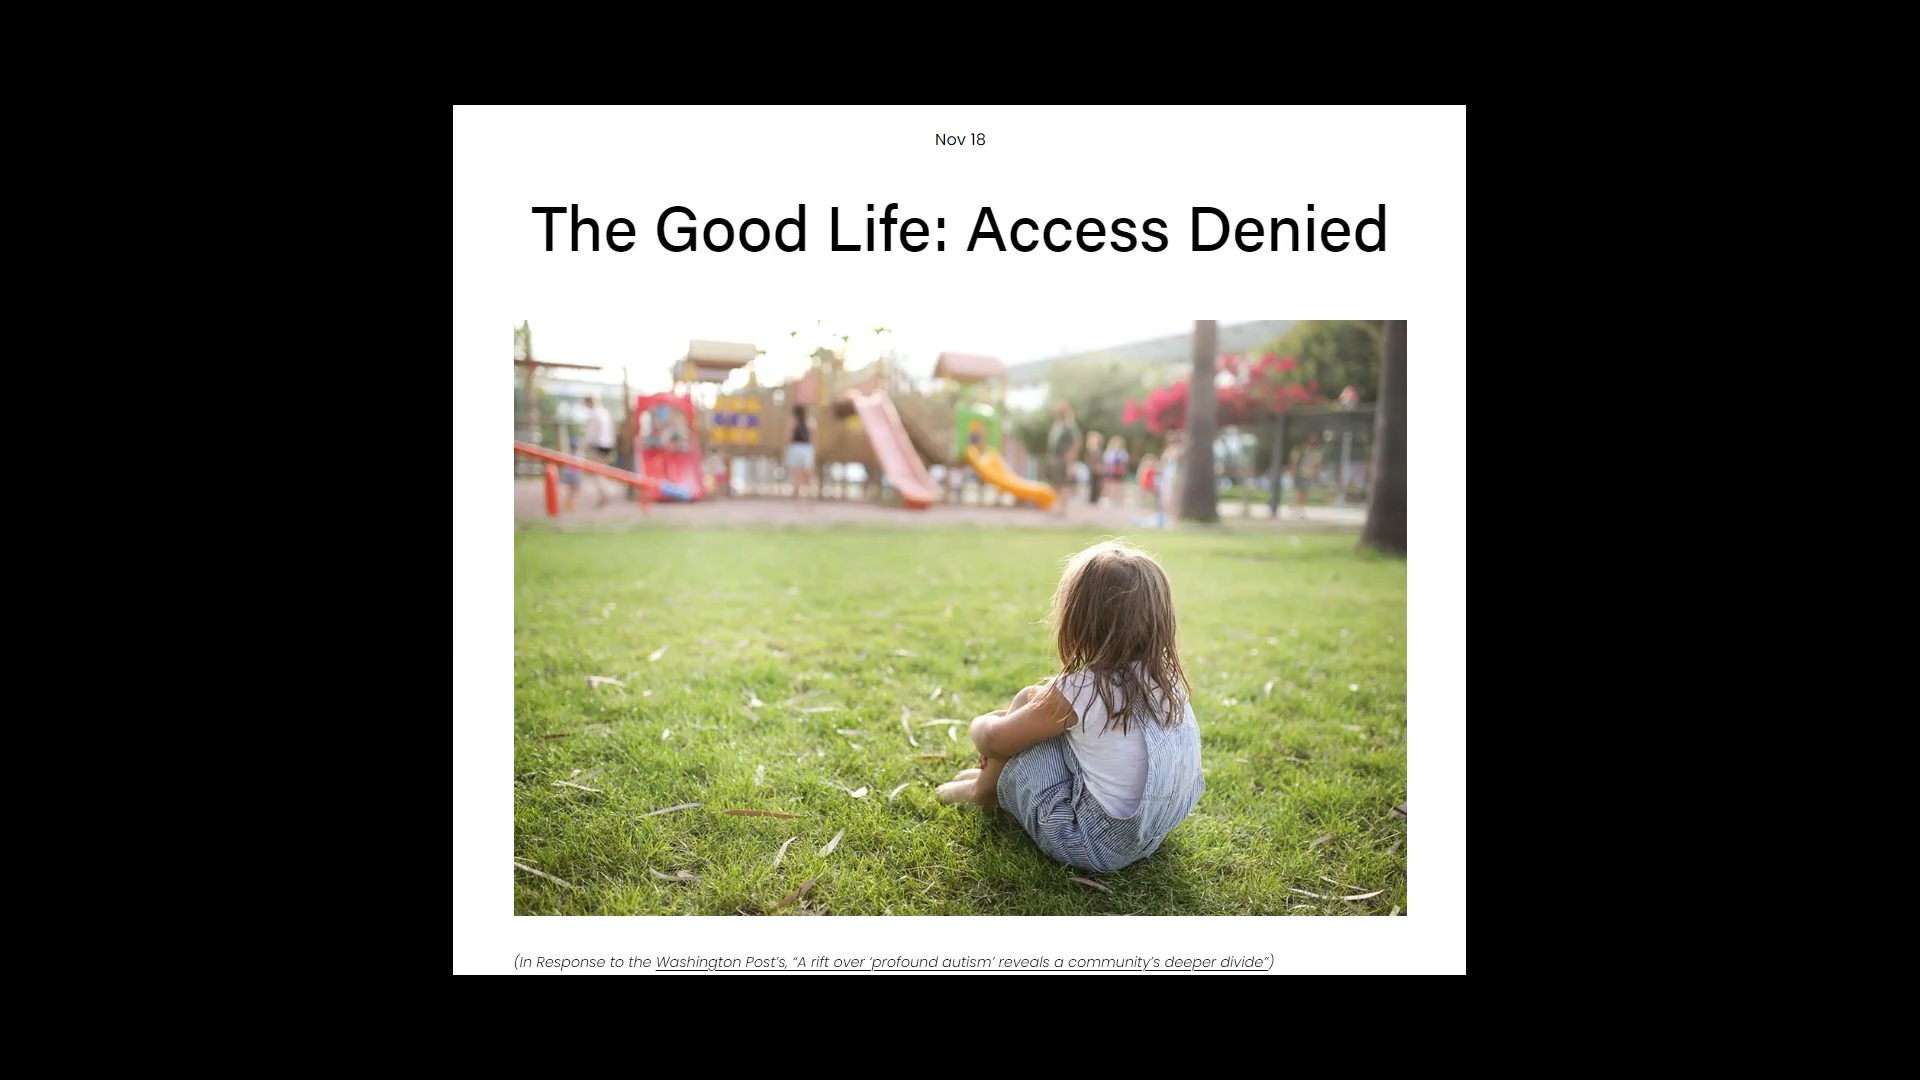 Nov 18
The Good Life: Access Denied
(In Response to the Washington Post’s, “A rift over ‘profound autism’ reveals a community’s deeper divide”)